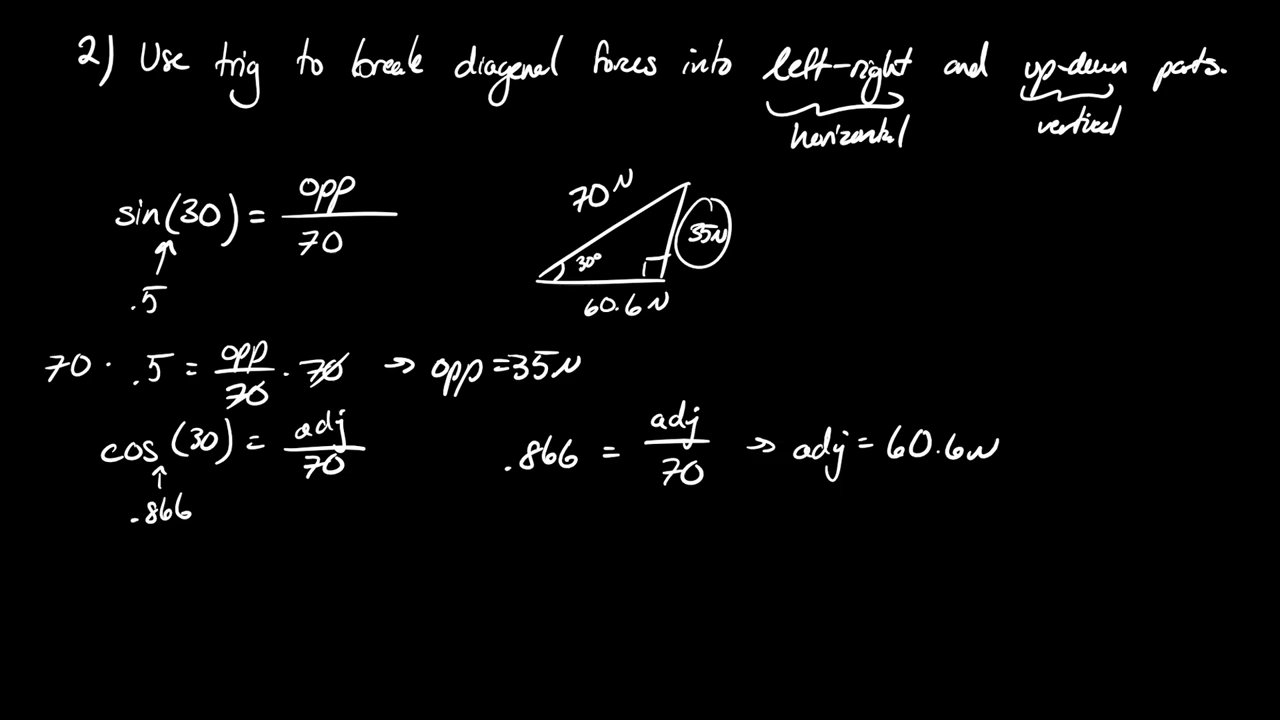 2) Use trig to break diagonal forces into left-right and up-down parts.
horizontal vertical
sin(30) = opp/70
.5
70 N
30°
35N
60.6 N
70 · .5 = opp/70 · 70 → opp = 35N
cos(30) = adj/70
.866
.866 = adj/70 → adj = 60.6N